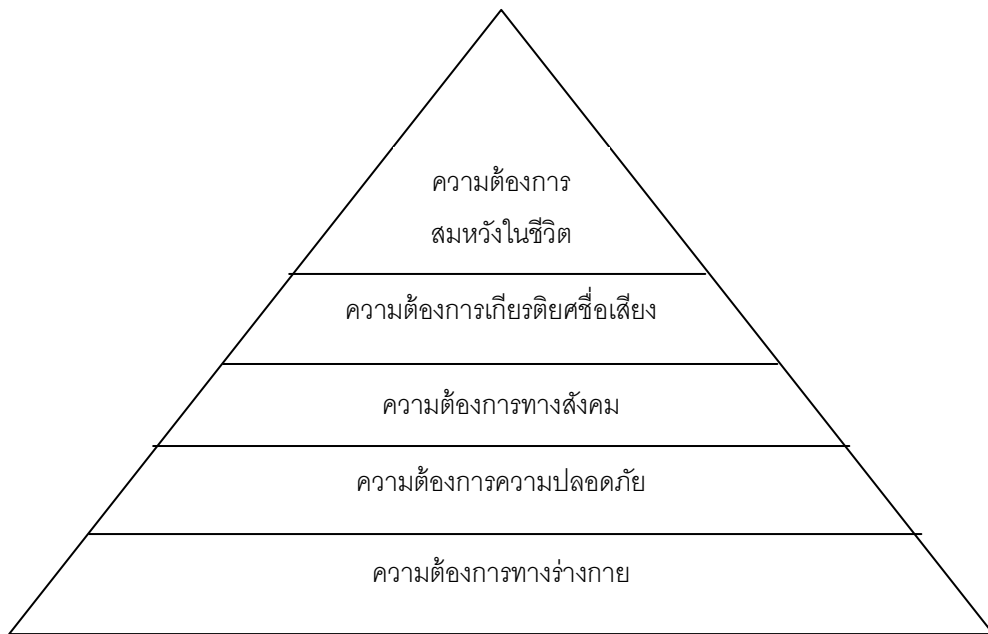 ความต้องการ
สมหวังในชีวิต
ความต้องการเกียรติยศชื่อเสียง
ความต้องการทางสังคม
ความต้องการความปลอดภัย
ความต้องการทางร่างกาย